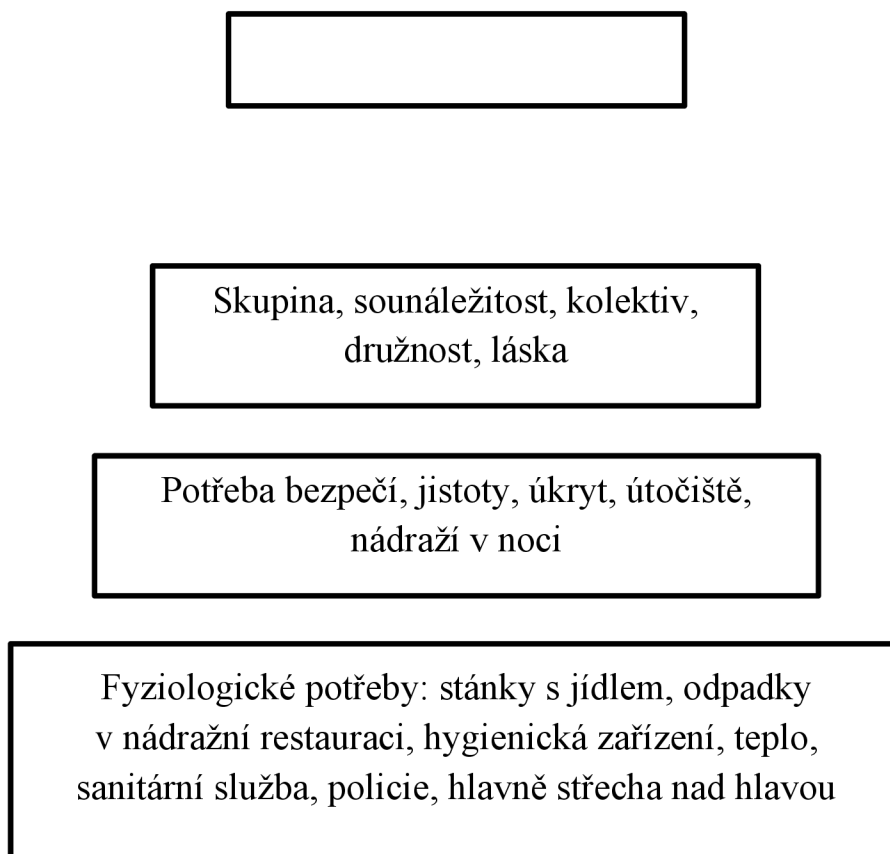 Skupina, sounáležitost, kolektiv,
družnost, láska
Potřeba bezpečí, jistoty, úkryt, útočiště,
nádraží v noci
Fyziologické potřeby: stánky s jídlem, odpadky
v nádražní restauraci, hygienická zařízení, teplo,
sanitární služba, policie, hlavně střecha nad hlavou